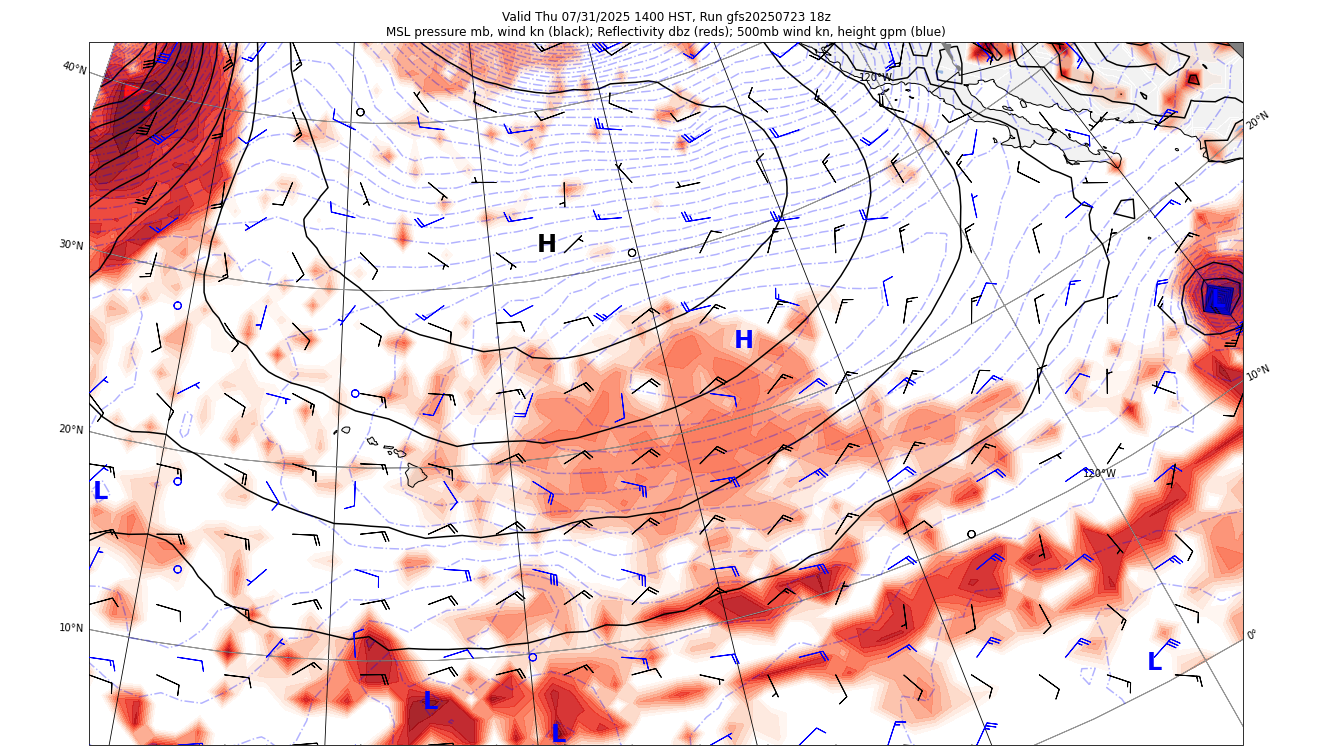 Valid Thu 07/31/2025 1400 HST, Run gfs20250723 18z
MSL pressure mb, wind kn (black); Reflectivity dbz (reds); 500mb wind kn, height gpm (blue)
40°N
120°W
20°N
30°N
H
L
H
10°N
20°N
120°W
L
10°N
0°
L
L
L